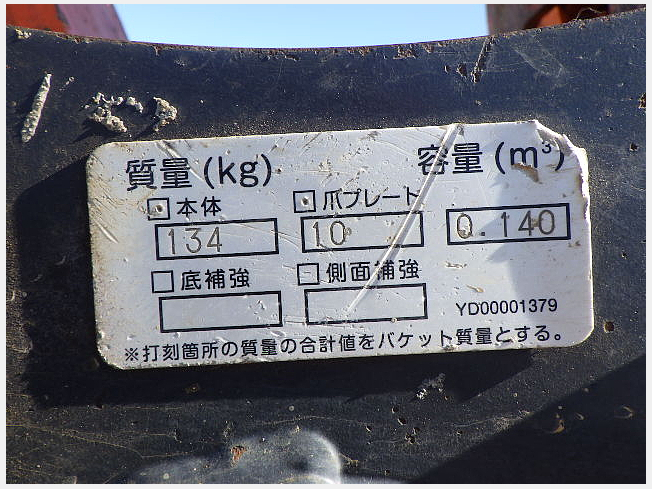 質量(kg) 容量(m³)
□本体 □爪プレート
134 10 0.140
□底補強 □側面補強
YD00001379
※打刻箇所の質量の合計値をバケット質量とする。